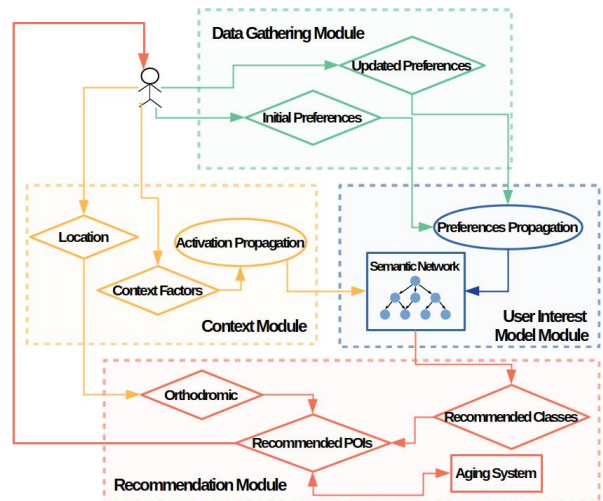 Data Gathering Module
Updated Preferences
Initial Preferences
Location
Activation Propagation
Preferences Propagation
Semantic Network
Context Factors
Context Module
User Interest
Model Module
Orthodromic
Recommended POIs
Recommended Classes
Aging System
Recommendation Module